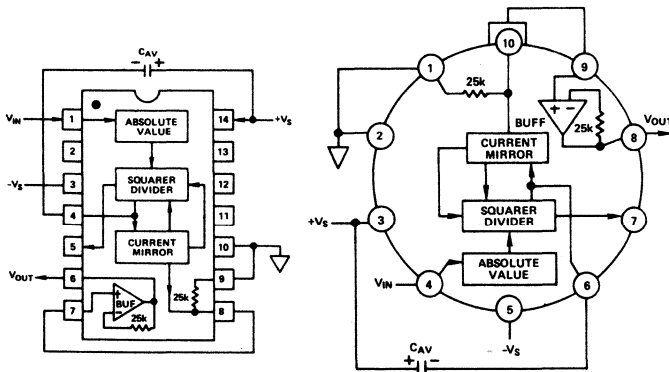 CAV
− +
VIN
1
ABSOLUTE
VALUE
14
+VS
2
13
−VS
3
SQUARER
DIVIDER
12
4
11
5
CURRENT
MIRROR
10
VOUT
6
+
BUF
−
25k
25k
9
7
8
10
1
9
25k
+ −
25k
BUFF
VOUT
8
2
CURRENT
MIRROR
+VS
3
SQUARER
DIVIDER
7
VIN
4
ABSOLUTE
VALUE
6
5
−VS
CAV
+ −